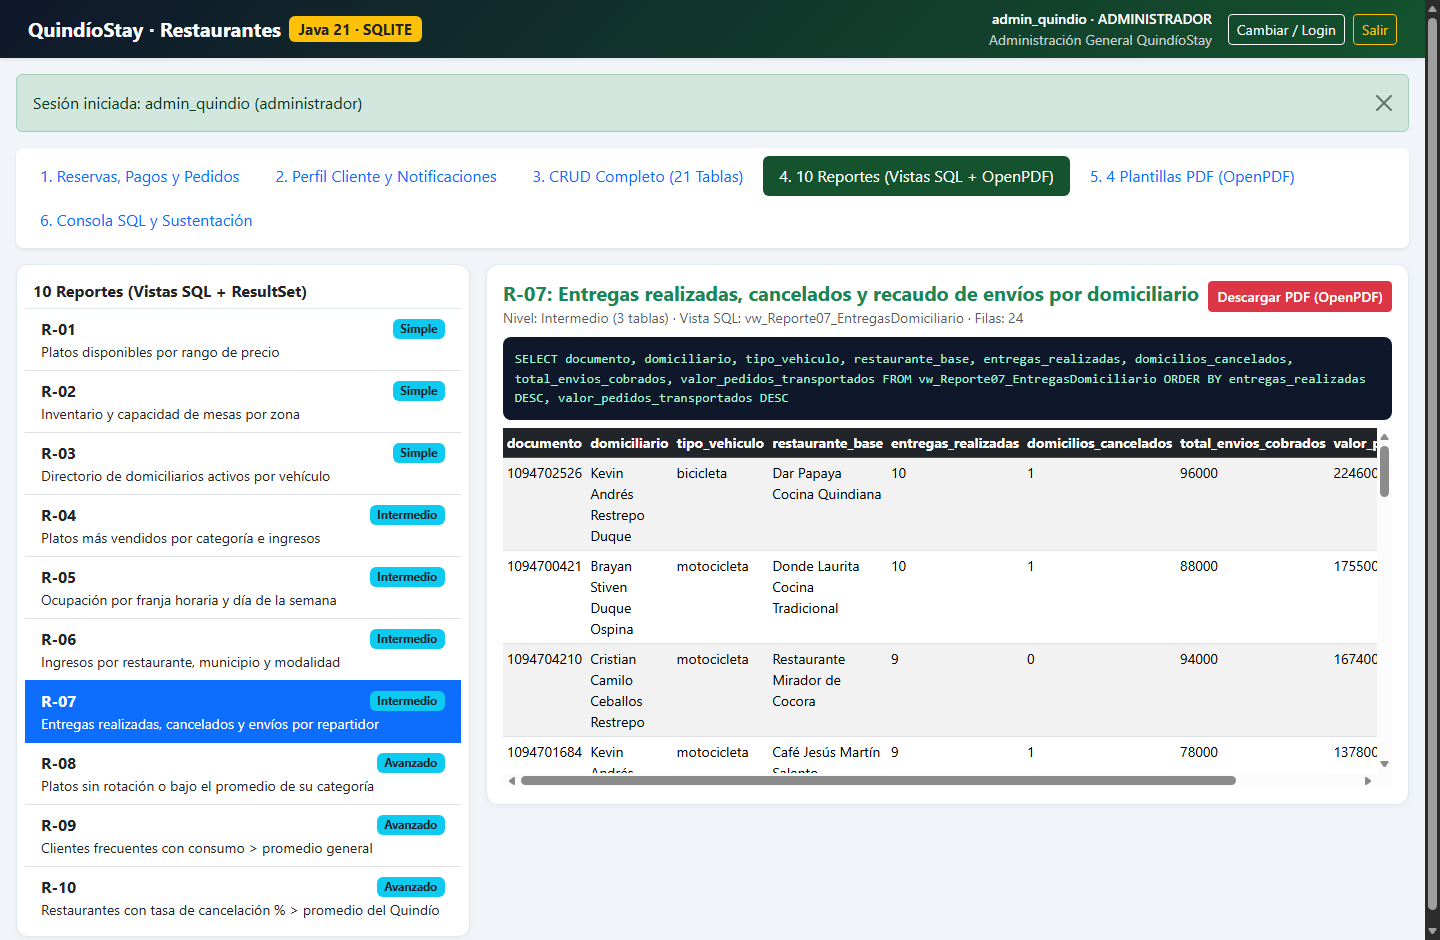 QuindíoStay · Restaurantes
Java 21 · SQLITE
admin_quindio · ADMINISTRADOR
Administración General QuindíoStay
Cambiar / Login
Salir
Sesión iniciada: admin_quindio (administrador)
1. Reservas, Pagos y Pedidos
2. Perfil Cliente y Notificaciones
3. CRUD Completo (21 Tablas)
4. 10 Reportes (Vistas SQL + OpenPDF)
5. 4 Plantillas PDF (OpenPDF)
6. Consola SQL y Sustentación
10 Reportes (Vistas SQL + ResultSet)
R-01
Simple
Platos disponibles por rango de precio
R-02
Simple
Inventario y capacidad de mesas por zona
R-03
Simple
Directorio de domiciliarios activos por vehículo
R-04
Intermedio
Platos más vendidos por categoría e ingresos
R-05
Intermedio
Ocupación por franja horaria y día de la semana
R-06
Intermedio
Ingresos por restaurante, municipio y modalidad
R-07
Intermedio
Entregas realizadas, cancelados y envíos por repartidor
R-08
Avanzado
Platos sin rotación o bajo el promedio de su categoría
R-09
Avanzado
Clientes frecuentes con consumo > promedio general
R-10
Avanzado
Restaurantes con tasa de cancelación % > promedio del Quindío
R-07: Entregas realizadas, cancelados y recaudo de envíos por domiciliario
Descargar PDF (OpenPDF)
Nivel: Intermedio (3 tablas) · Vista SQL: vw_Reporte07_EntregasDomiciliario · Filas: 24
SELECT documento, domiciliario, tipo_vehiculo, restaurante_base, entregas_realizadas, domicilios_cancelados,
total_envios_cobrados, valor_pedidos_transportados FROM vw_Reporte07_EntregasDomiciliario ORDER BY entregas_realizadas
DESC, valor_pedidos_transportados DESC
documento domiciliario tipo_vehiculo restaurante_base entregas_realizadas domicilios_cancelados total_envios_cobrados
1094702526 Kevin bicicleta Dar Papaya 10 1 96000 224600
Andrés Cocina Quindiana
Restrepo
Duque
1094700421 Brayan motocicleta Donde Laurita 10 1 88000 175500
Stiven Cocina
Duque Tradicional
Ospina
1094704210 Cristian motocicleta Restaurante 9 0 94000 167400
Camilo Mirador de
Ceballos Cocora
Restrepo
1094701684 Kevin motocicleta Café Jesús Martín 9 1 78000 137800
Andrés Salento